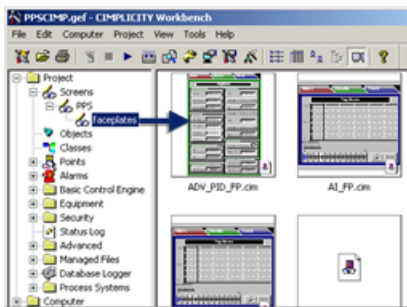 PPSCIMP.gef - CIMPLICITY Workbench
File Edit Computer Project View Tools Help
Project
Screens
PPS
faceplates
Objects
Classes
Points
Alarms
Basic Control Engine
Equipment
Security
Status Log
Advanced
Managed Files
Database Logger
Process Systems
Computer
ADV_PID_FP.cim
AI_FP.cim